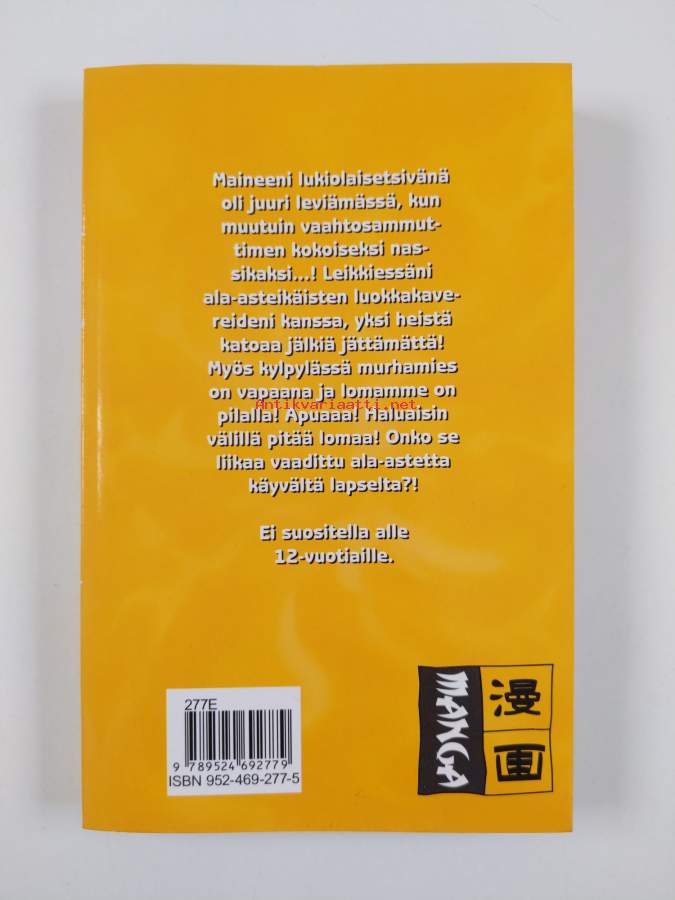 Maineeni lukiolaisetsivänä
oli juuri leviämässä, kun
muutuin vaahtosammut-
timen kokoiseksi nas-
sikaksi...! Leikkiessäni
ala-asteikäisten luokkakave-
reideni kanssa, yksi heistä
katoaa jälkiä jättämättä!
Myös kylpylässä murhamies
on vapaana ja lomamme on
Antikvariaatti.net
pilalla! Apuaaa! Haluaisin
välillä pitää lomaa! Onko se
liikaa vaadittu ala-astetta
käyvältä lapselta?!
Ei suositella alle
12-vuotiaille.
277E
9 789524 692779
ISBN 952-469-277-5
MANGA
漫画